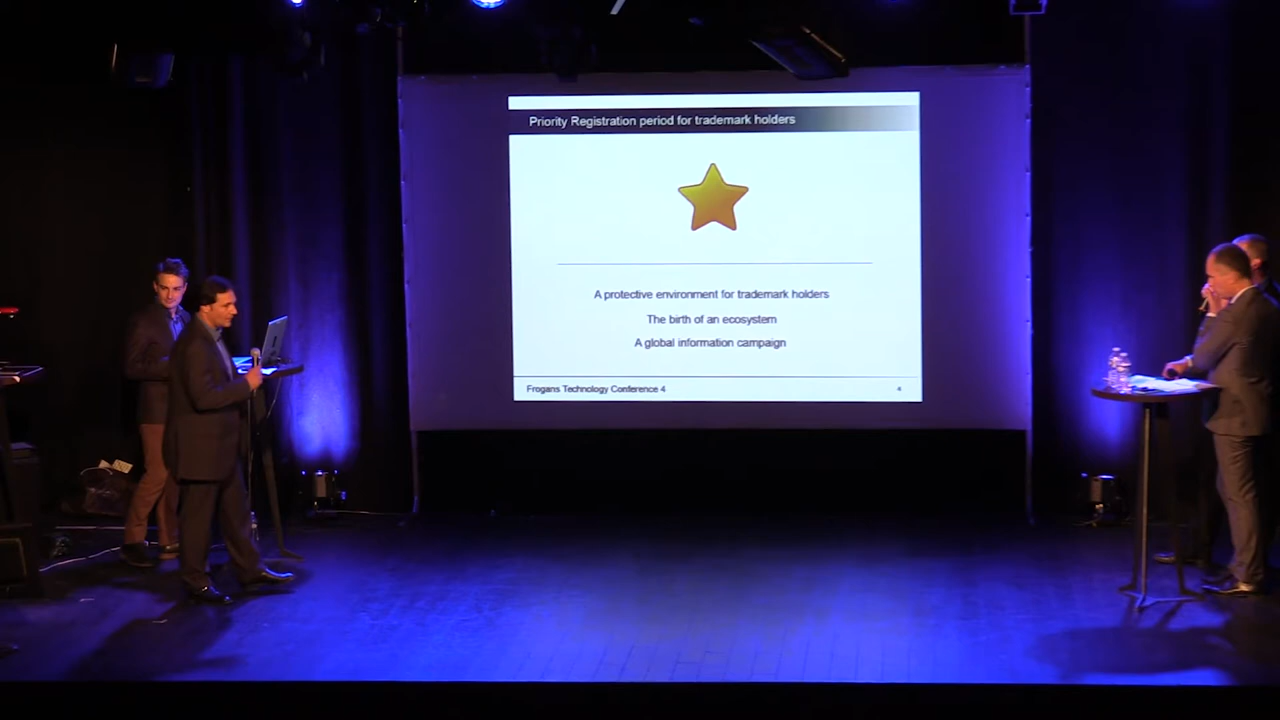 Priority Registration period for trademark holders
A protective environment for trademark holders
The birth of an ecosystem
A global information campaign
Frogans Technology Conference 4
4